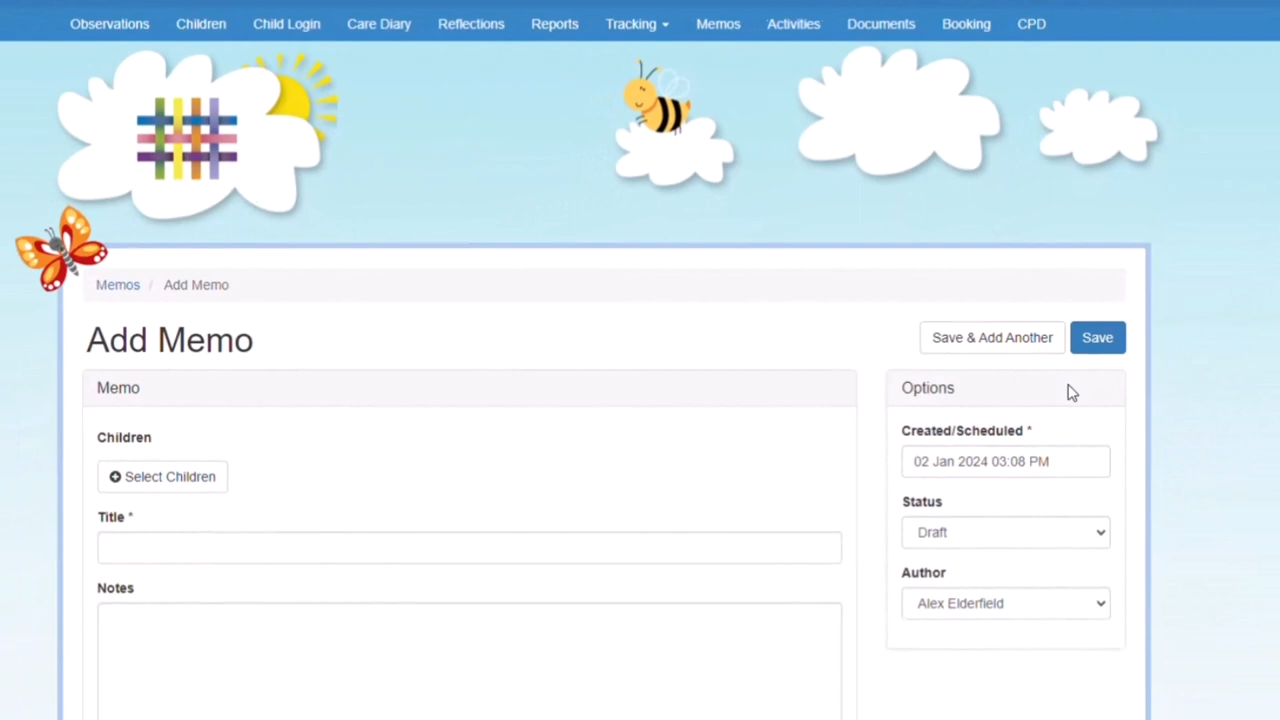 Observations Children Child Login Care Diary Reflections Reports Tracking Memos Activities Documents Booking CPD
Memos / Add Memo
Add Memo
Save & Add Another Save
Memo
Children
Select Children
Title *
Notes
Options
Created/Scheduled *
02 Jan 2024 03:08 PM
Status
Draft
Author
Alex Elderfield